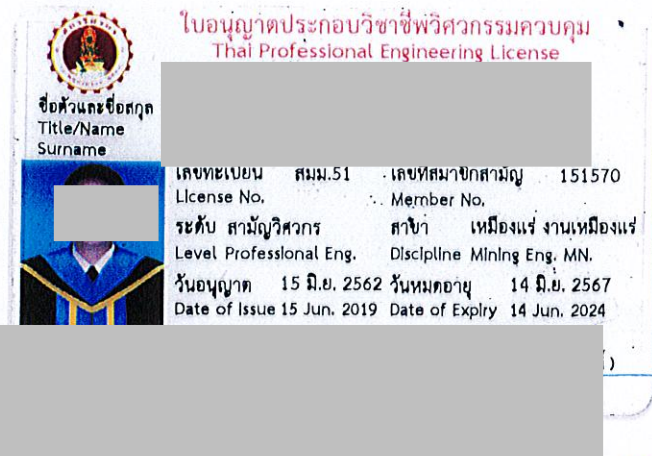 ใบอนุญาตประกอบวิชาชีพวิศวกรรมควบคุม
Thai Professional Engineering License
ชื่อตัวและชื่อสกุล
Title/Name
Surname
เลขทะเบียน สมม.51 เลขที่สมาชิกสามัญ 151570
License No. Member No.
ระดับ สามัญวิศวกร สาขา เหมืองแร่ งานเหมืองแร่
Level Professional Eng. Discipline Mining Eng. MN.
วันอนุญาต 15 มิ.ย. 2562 วันหมดอายุ 14 มิ.ย. 2567
Date of Issue 15 Jun. 2019 Date of Expiry 14 Jun. 2024